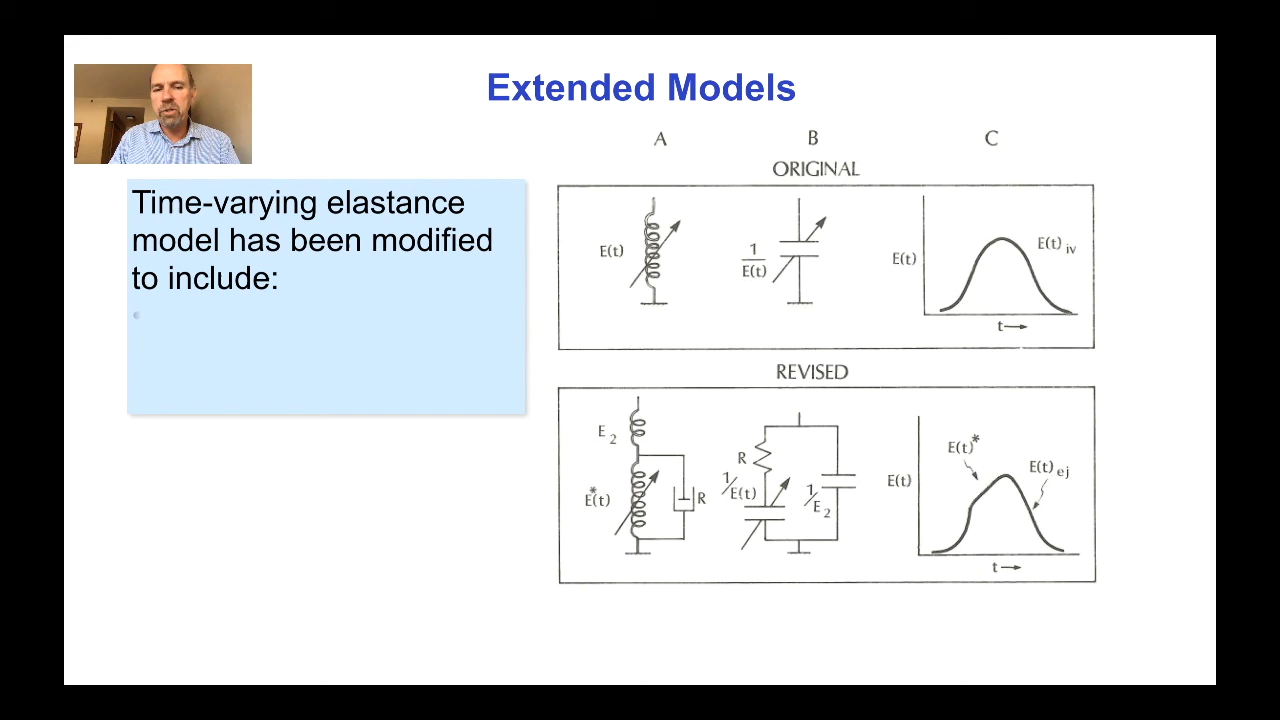 Extended Models
Time-varying elastance
model has been modified
to include:
A B C
ORIGINAL
E(t)
1
E(t)
E(t)
E(t) iv
t
REVISED
E 2
E(t)
*
R
R
1/E(t)
1/E 2
E(t)
E(t)*
E(t) ej
t